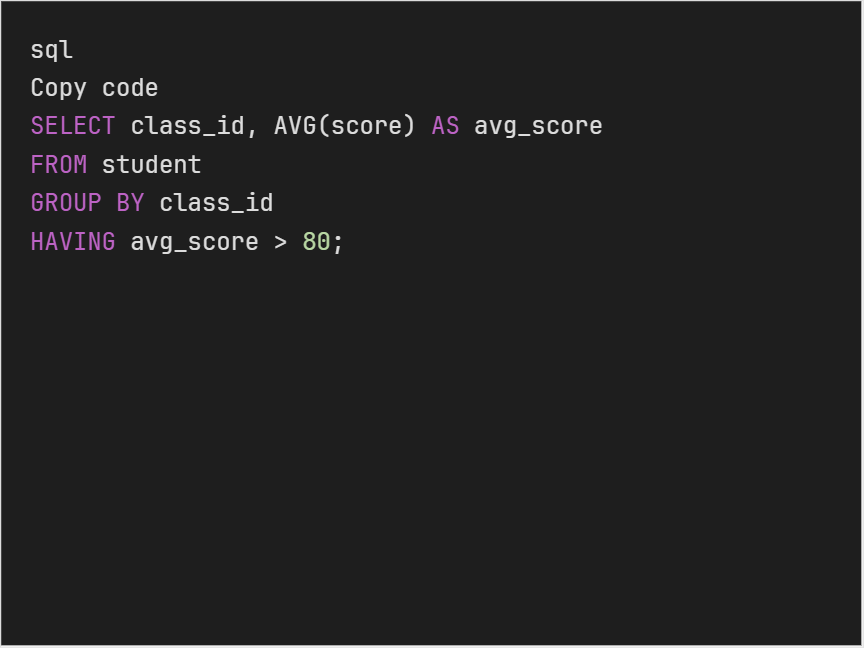 sql
Copy code
SELECT class_id, AVG(score) AS avg_score
FROM student
GROUP BY class_id
HAVING avg_score > 80;